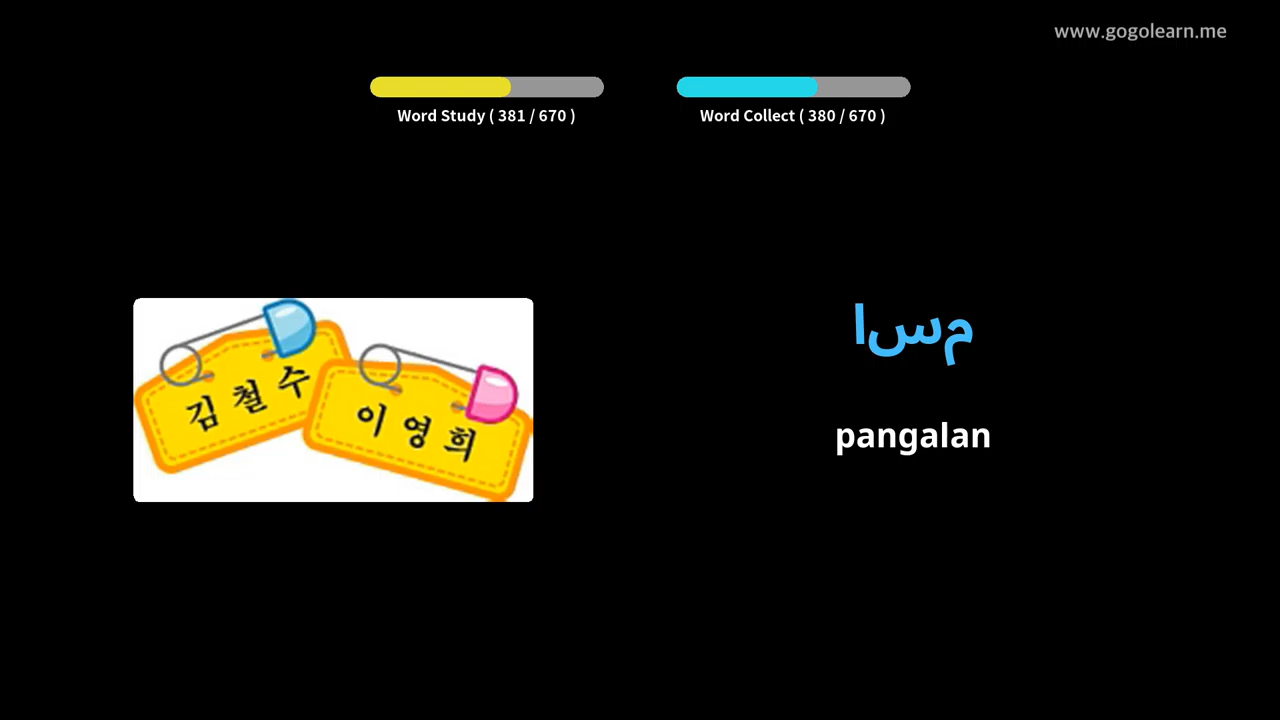 www.gogolearn.me
Word Study ( 381 / 670 )
Word Collect ( 380 / 670 )
김철수
이영희
اسم
pangalan